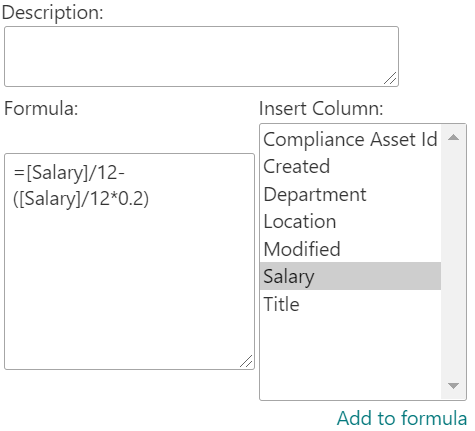 Description:
Formula:
Insert Column:
=[Salary]/12-
([Salary]/12*0.2)
Compliance Asset Id
Created
Department
Location
Modified
Salary
Title
Add to formula